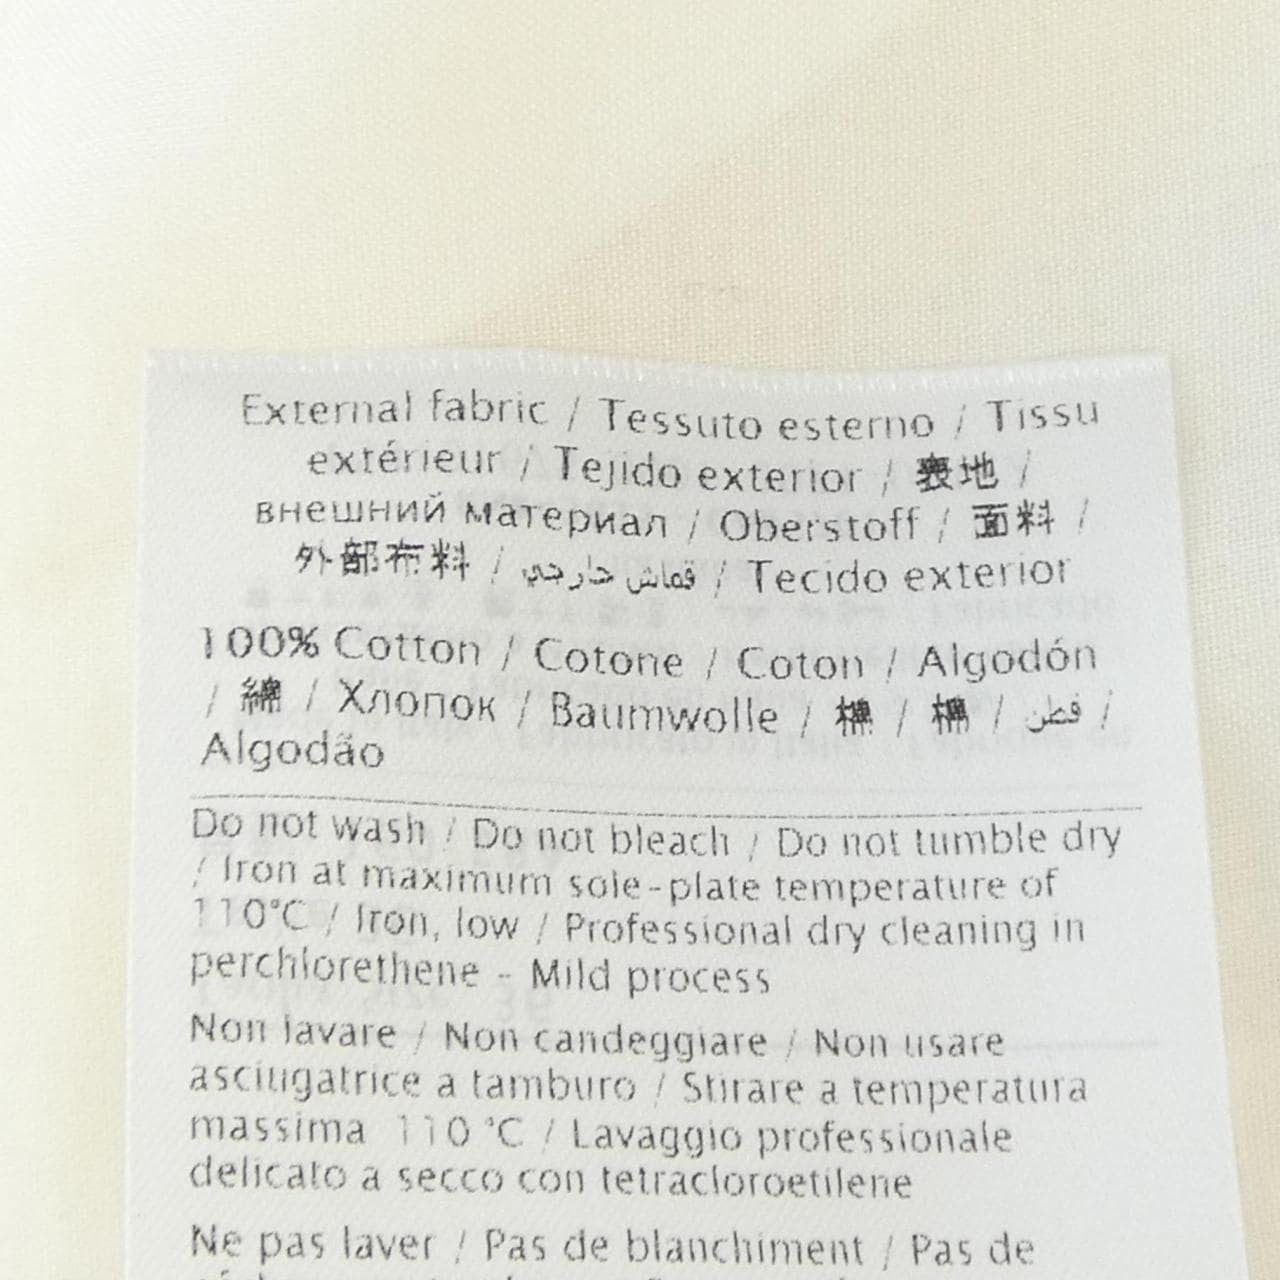 External fabric / Tessuto esterno / Tissu
extérieur / Tejido exterior / 表地 /
внешний материал / Oberstoff / 面料 /
外部布料 / قماش خارجي / Tecido exterior
100% Cotton / Cotone / Coton / Algodón
/ 綿 / Хлопок / Baumwolle / 棉 / 棉 / قطن /
Algodão
Do not wash / Do not bleach / Do not tumble dry
/ Iron at maximum sole-plate temperature of
110°C / Iron, low / Professional dry cleaning in
perchlorethene - Mild process
Non lavare / Non candeggiare / Non usare
asciugatrice a tamburo / Stirare a temperatura
massima 110 °C / Lavaggio professionale
delicato a secco con tetracloroetilene
Ne pas laver / Pas de blanchiment / Pas de